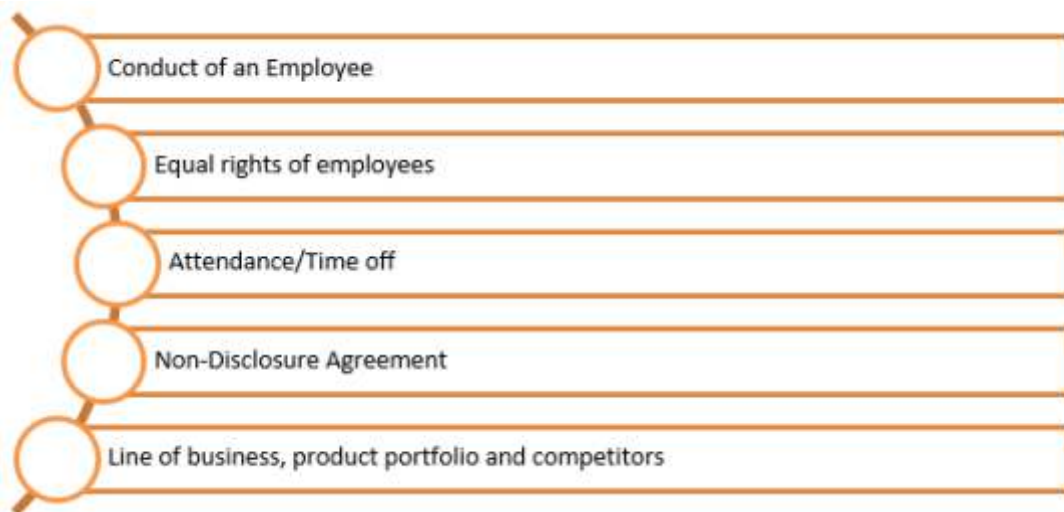 Conduct of an Employee
Equal rights of employees
Attendance/Time off
Non-Disclosure Agreement
Line of business, product portfolio and competitors